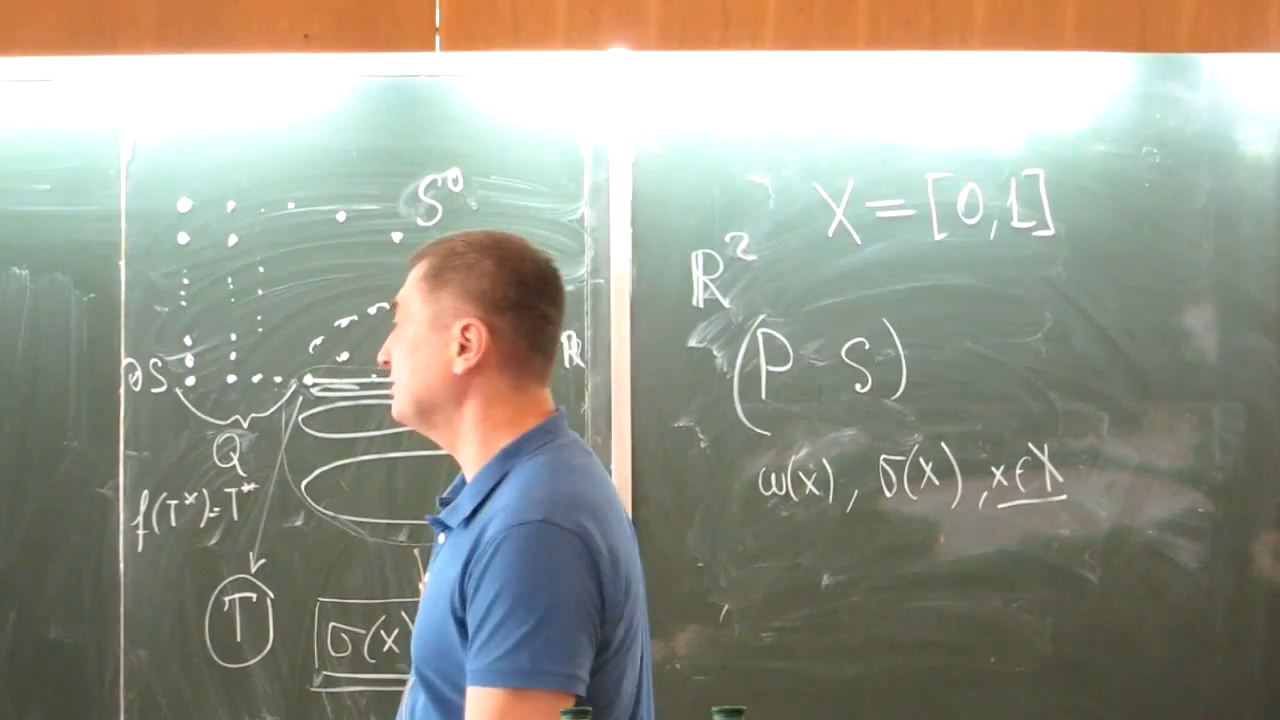 S⁰
∂S
R
Q
f(T*)=T*
T
σ(x)
X = [0,1]
ℝ²
(P S)
ω(x), σ(x), x∈X